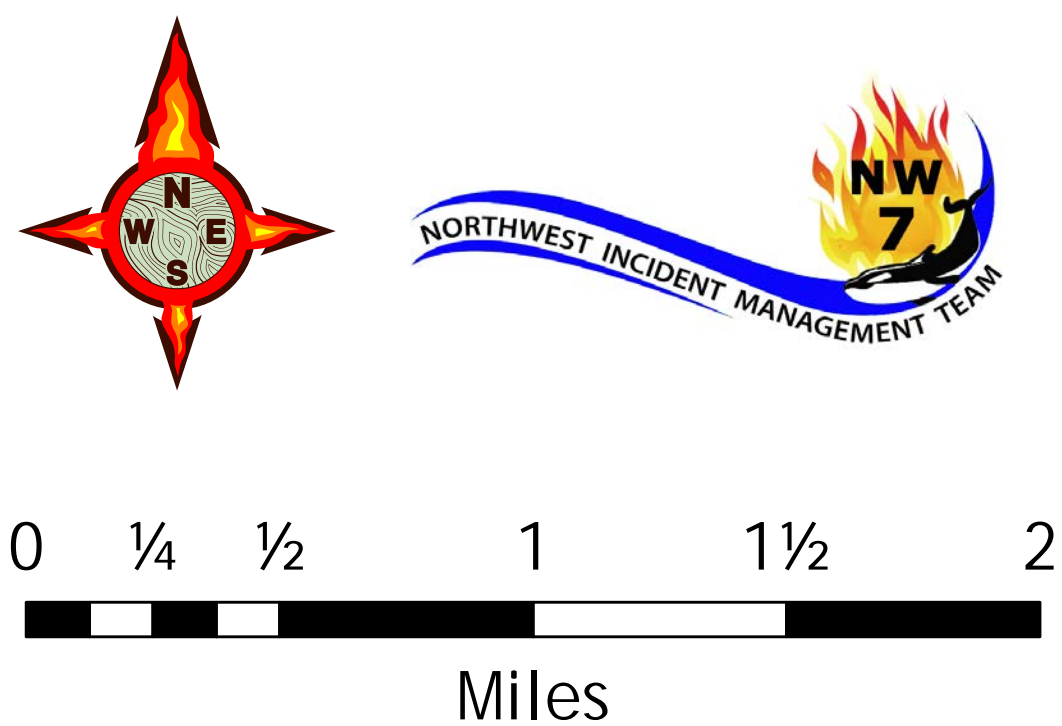 N
W E
S
NW
7
NORTHWEST INCIDENT MANAGEMENT TEAM
0 ¼ ½ 1 1½ 2
Miles